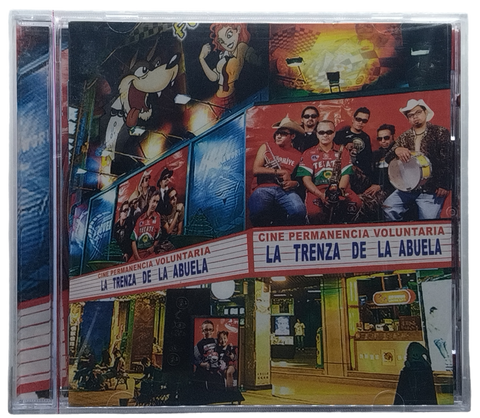 CINE PERMANENCIA VOLUNTARIA
LA TRENZA DE LA ABUELA
CINE PERMANENCIA VOLUNTARIA
LA TRENZA DE LA ABUELA